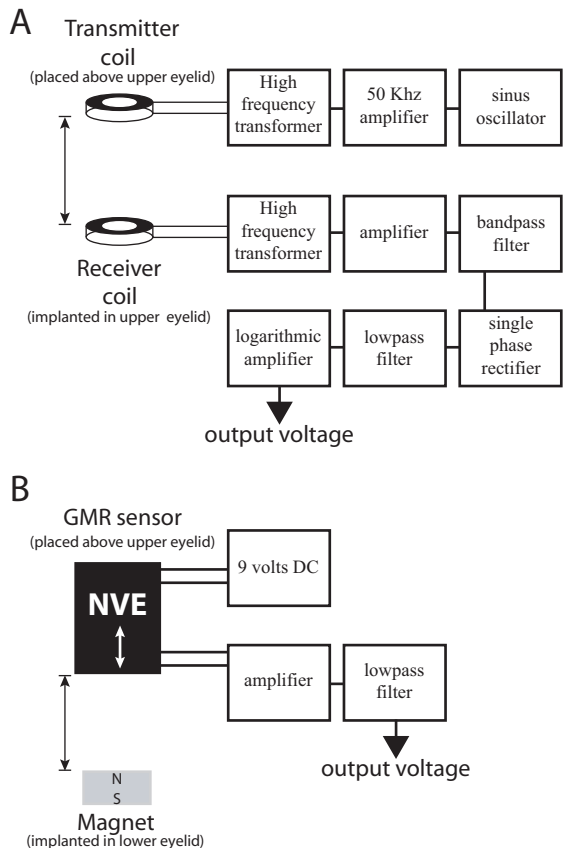 A
Transmitter
coil
(placed above upper eyelid)
High
frequency
transformer
50 Khz
amplifier
sinus
oscillator
High
frequency
transformer
amplifier
bandpass
filter
Receiver
coil
(implanted in upper eyelid)
logarithmic
amplifier
lowpass
filter
single
phase
rectifier
output voltage
B
GMR sensor
(placed above upper eyelid)
9 volts DC
NVE
amplifier
lowpass
filter
output voltage
N
S
Magnet
(implanted in lower eyelid)